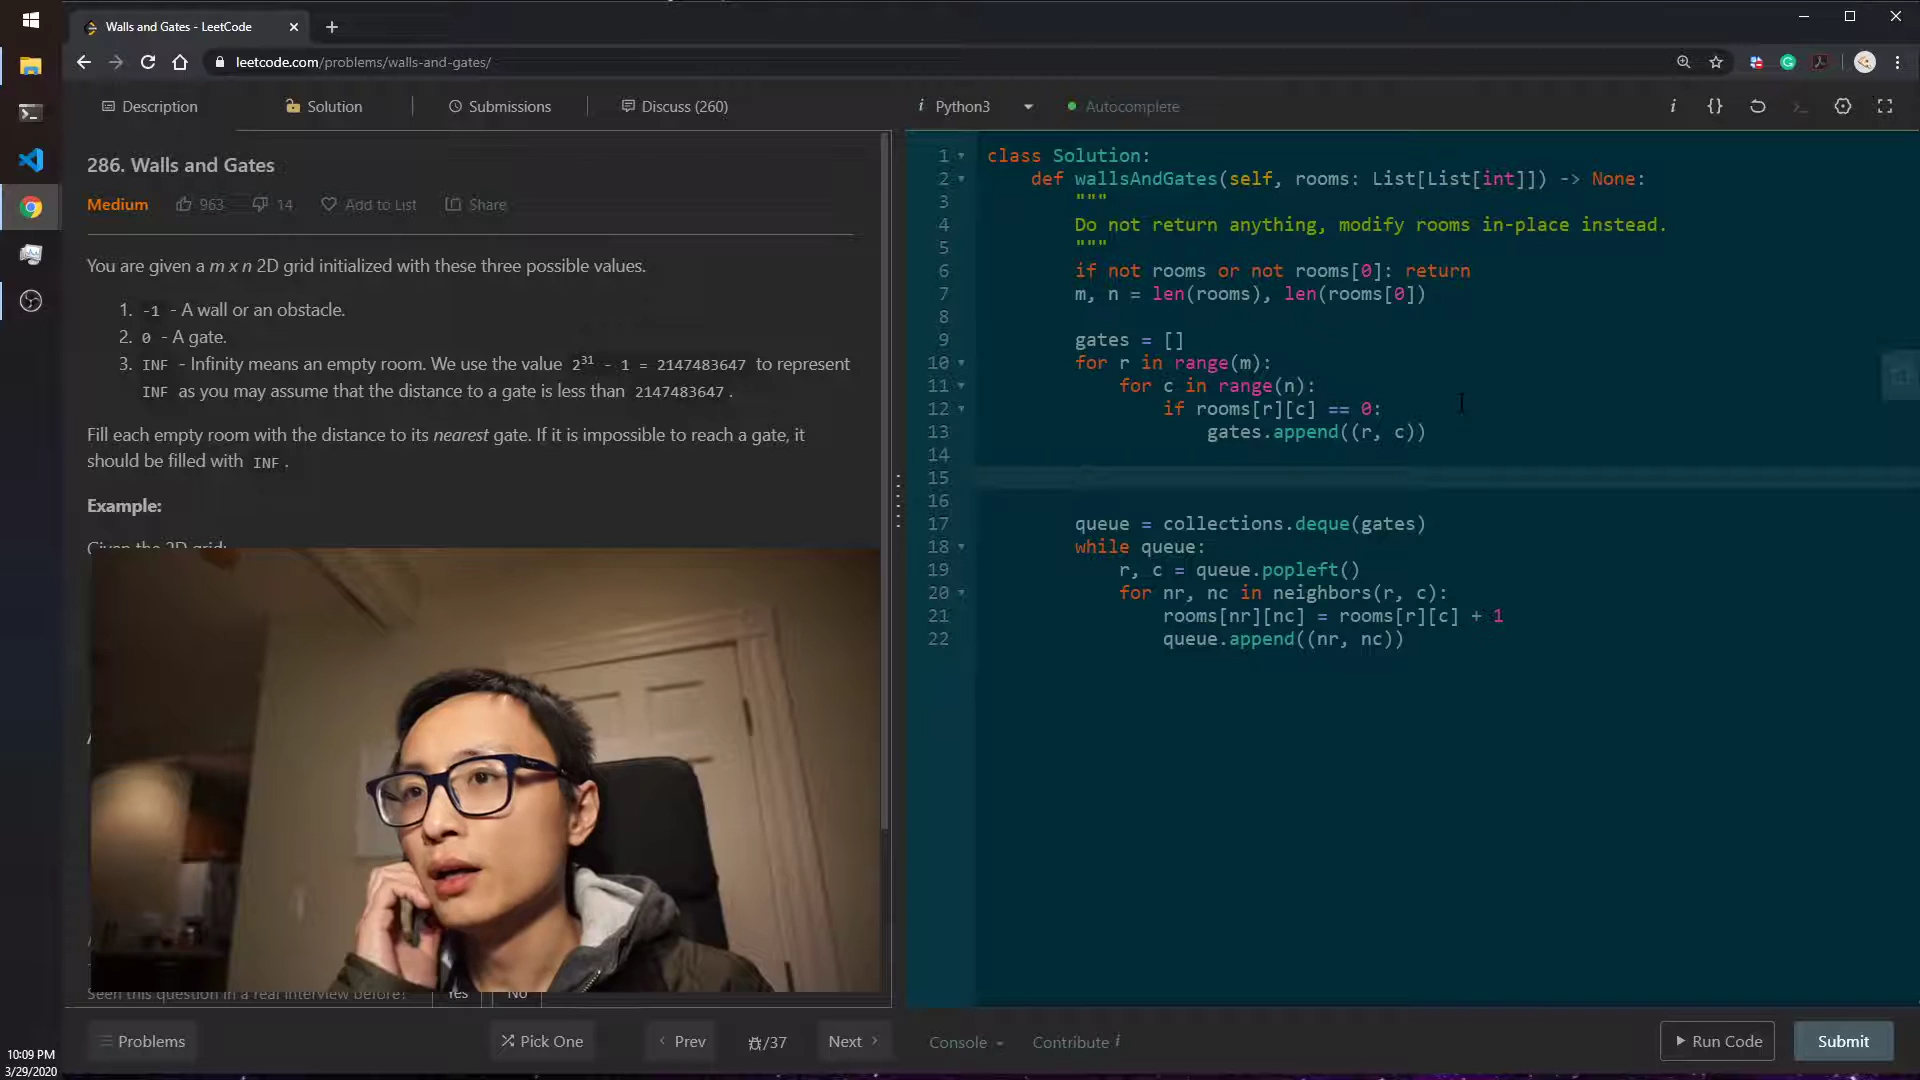 Walls and Gates - LeetCode
leetcode.com/problems/walls-and-gates/
Description
Solution
Submissions
Discuss (260)
i Python3
Autocomplete
i {}
286. Walls and Gates
Medium 963 14 Add to List Share
You are given a m x n 2D grid initialized with these three possible values.
1. -1 - A wall or an obstacle.
2. 0 - A gate.
3. INF - Infinity means an empty room. We use the value 2^31 - 1 = 2147483647 to represent
INF as you may assume that the distance to a gate is less than 2147483647.
Fill each empty room with the distance to its nearest gate. If it is impossible to reach a gate, it
should be filled with INF.
Example:
Given the 2D grid:
Seen this question in a real interview before? Yes No
1 class Solution:
2 def wallsAndGates(self, rooms: List[List[int]]) -> None:
3 """
4 Do not return anything, modify rooms in-place instead.
5 """
6 if not rooms or not rooms[0]: return
7 m, n = len(rooms), len(rooms[0])
8
9 gates = []
10 for r in range(m):
11 for c in range(n):
12 if rooms[r][c] == 0:
13 gates.append((r, c))
14
15
16
17 queue = collections.deque(gates)
18 while queue:
19 r, c = queue.popleft()
20 for nr, nc in neighbors(r, c):
21 rooms[nr][nc] = rooms[r][c] + 1
22 queue.append((nr, nc))
Problems
Pick One
Prev
/37
Next
Console
Contribute i
Run Code
Submit
10:09 PM
3/29/2020